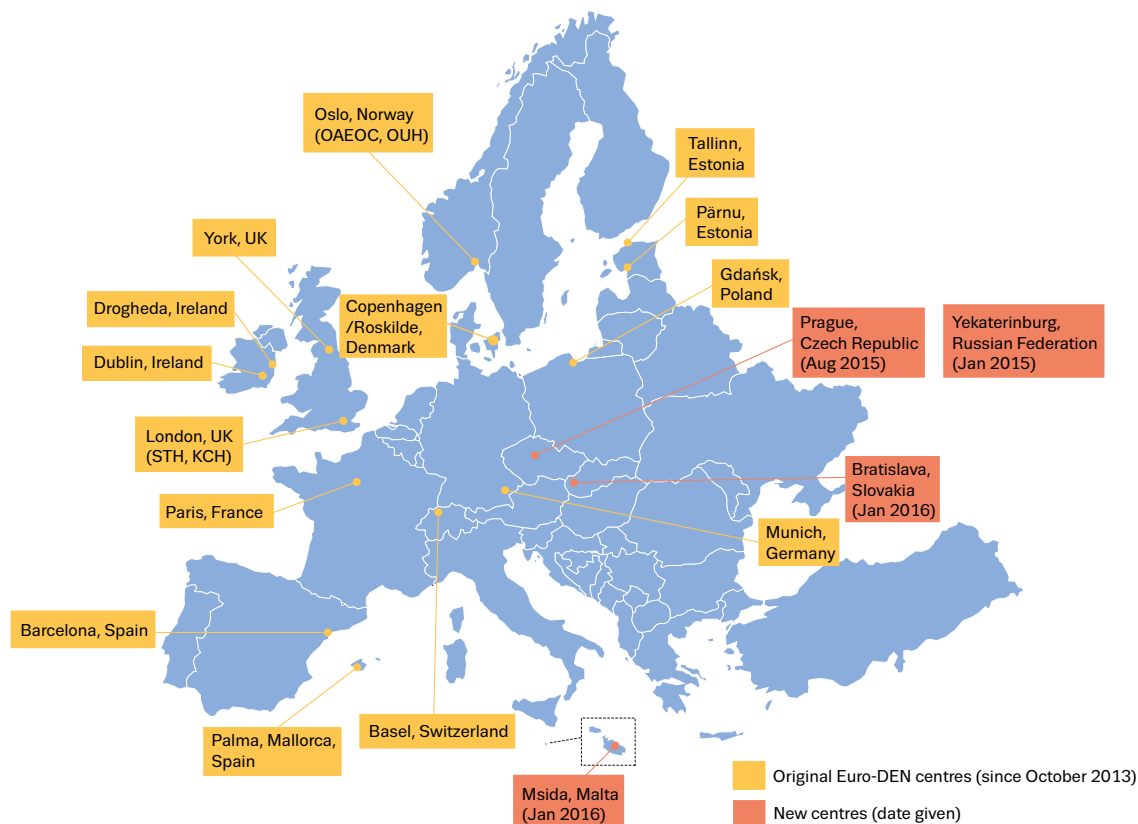 Oslo, Norway
(OAEOC, OUH)
Tallinn,
Estonia
Pärnu,
Estonia
York, UK
Gdańsk,
Poland
Drogheda, Ireland
Copenhagen
/Roskilde,
Denmark
Prague,
Czech Republic
(Aug 2015)
Yekaterinburg,
Russian Federation
(Jan 2015)
Dublin, Ireland
London, UK
(STH, KCH)
Bratislava,
Slovakia
(Jan 2016)
Paris, France
Munich,
Germany
Barcelona, Spain
Palma, Mallorca,
Spain
Basel, Switzerland
Msida, Malta
(Jan 2016)
Original Euro-DEN centres (since October 2013)
New centres (date given)